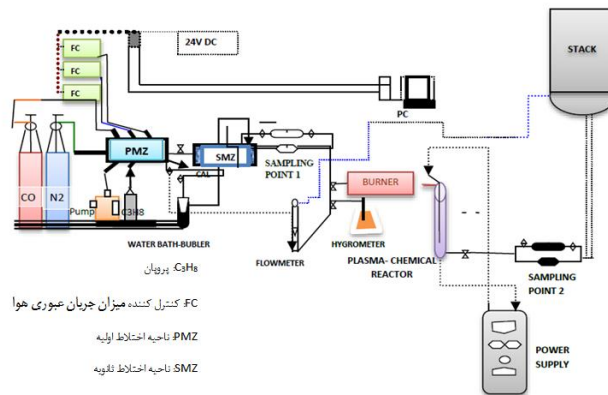 24V DC
STACK
FC
FC
FC
PC
PMZ
SMZ
SAMPLING
POINT 1
CAL
BURNER
CO
N2
Pump
C3H8
WATER BATH-BUBLER
HYGROMETER
FLOWMETER
PLASMA- CHEMICAL
REACTOR
SAMPLING
POINT 2
POWER
SUPPLY
C₃H₈: پروپان
FC: کنترل کننده میزان جریان عبوری هوا
PMZ: ناحیه اختلاط اولیه
SMZ: ناحیه اختلاط ثانویه